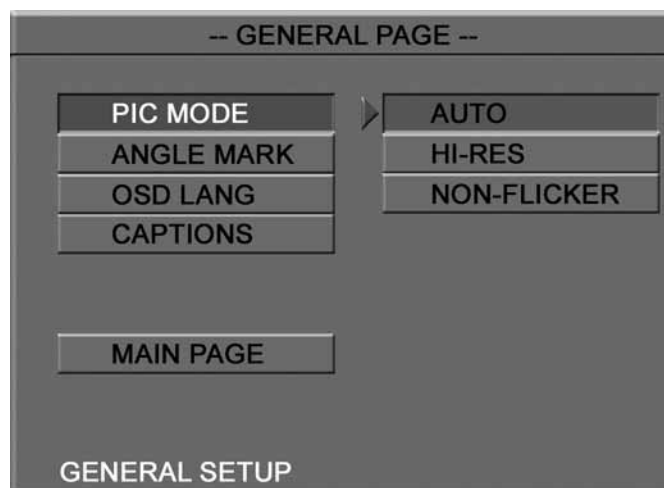 -- GENERAL PAGE --
PIC MODE
ANGLE MARK
OSD LANG
CAPTIONS
AUTO
HI-RES
NON-FLICKER
MAIN PAGE
GENERAL SETUP